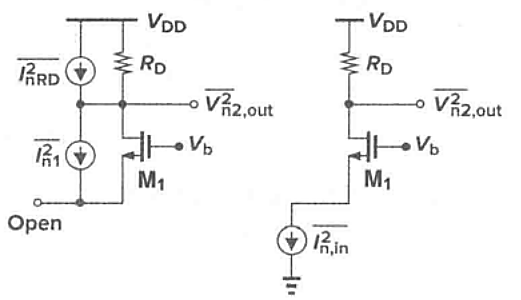 VDD
I²nRD
RD
V²n2,out
I²n1
Vb
M1
Open
VDD
RD
V²n2,out
Vb
M1
I²n,in